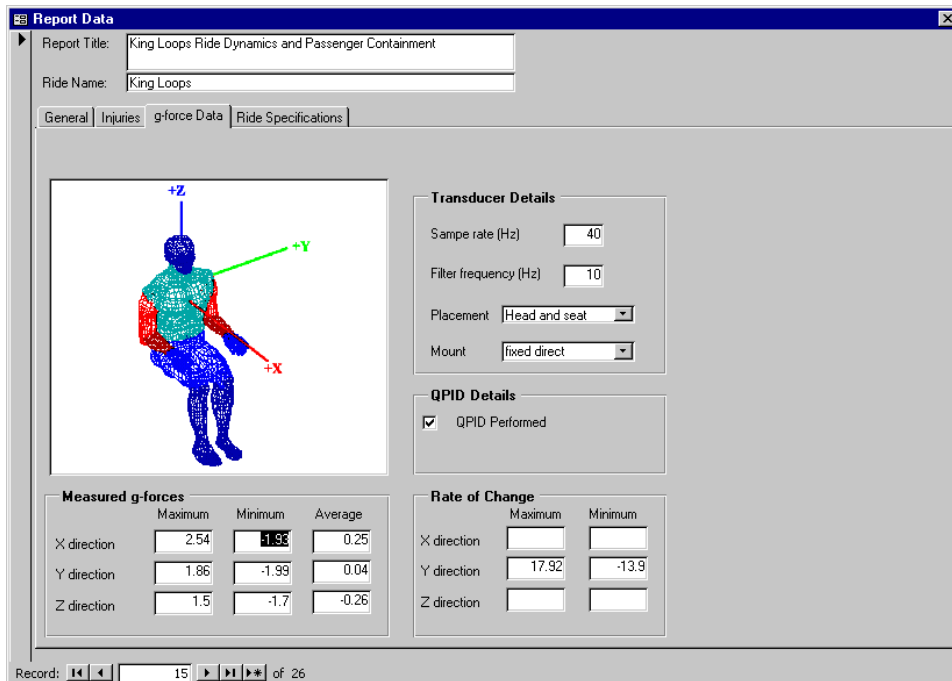 Report Data
Report Title: King Loops Ride Dynamics and Passenger Containment
Ride Name: King Loops
General Injuries g-force Data Ride Specifications
+Z
+Y
+X
Transducer Details
Sampe rate (Hz) 40
Filter frequency (Hz) 10
Placement Head and seat
Mount fixed direct
QPID Details
QPID Performed
Measured g-forces
Maximum Minimum Average
X direction 2.54 -1.93 0.25
Y direction 1.86 -1.99 0.04
Z direction 1.5 -1.7 -0.26
Rate of Change
Maximum Minimum
X direction
Y direction 17.92 -13.9
Z direction
Record: 15 of 26